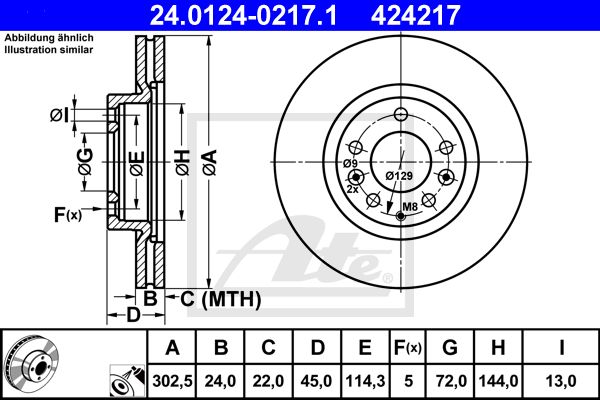 24.0124-0217.1 424217
Abbildung ähnlich
Illustration similar
ØI
ØG
ØE
ØH
ØA
F(x)
B
C (MTH)
D
Ø9
2x
Ø129
M8
Ate
A B C D E F(x) G H I
302,5 24,0 22,0 45,0 114,3 5 72,0 144,0 13,0